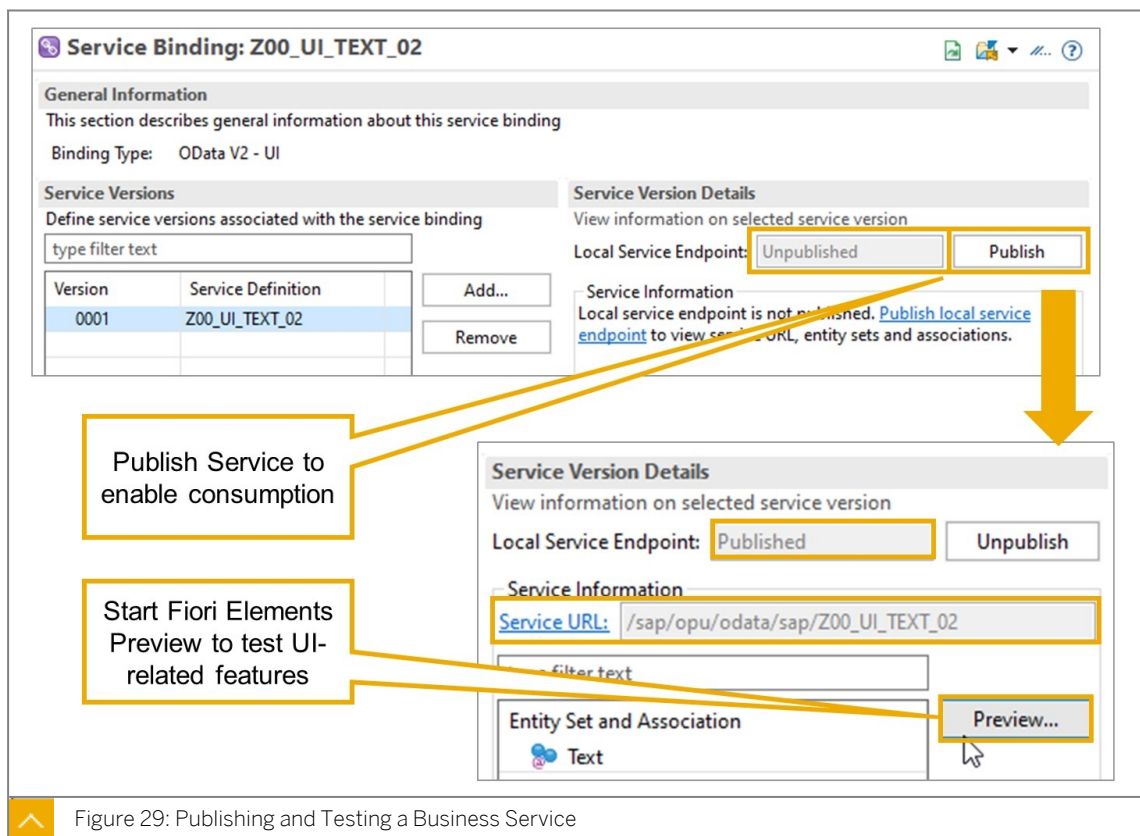 Service Binding: Z00_UI_TEXT_02
General Information
This section describes general information about this service binding
Binding Type: OData V2 - UI
Service Versions
Define service versions associated with the service binding
type filter text
Version Service Definition
0001 Z00_UI_TEXT_02
Add...
Remove
Service Version Details
View information on selected service version
Local Service Endpoint: Unpublished Publish
Service Information
Local service endpoint is not published. Publish local service
endpoint to view service URL, entity sets and associations.
Publish Service to
enable consumption
Start Fiori Elements
Preview to test UI-
related features
Service Version Details
View information on selected service version
Local Service Endpoint: Published Unpublish
Service Information
Service URL: /sap/opu/odata/sap/Z00_UI_TEXT_02
type filter text
Entity Set and Association
Text
Preview...
Figure 29: Publishing and Testing a Business Service